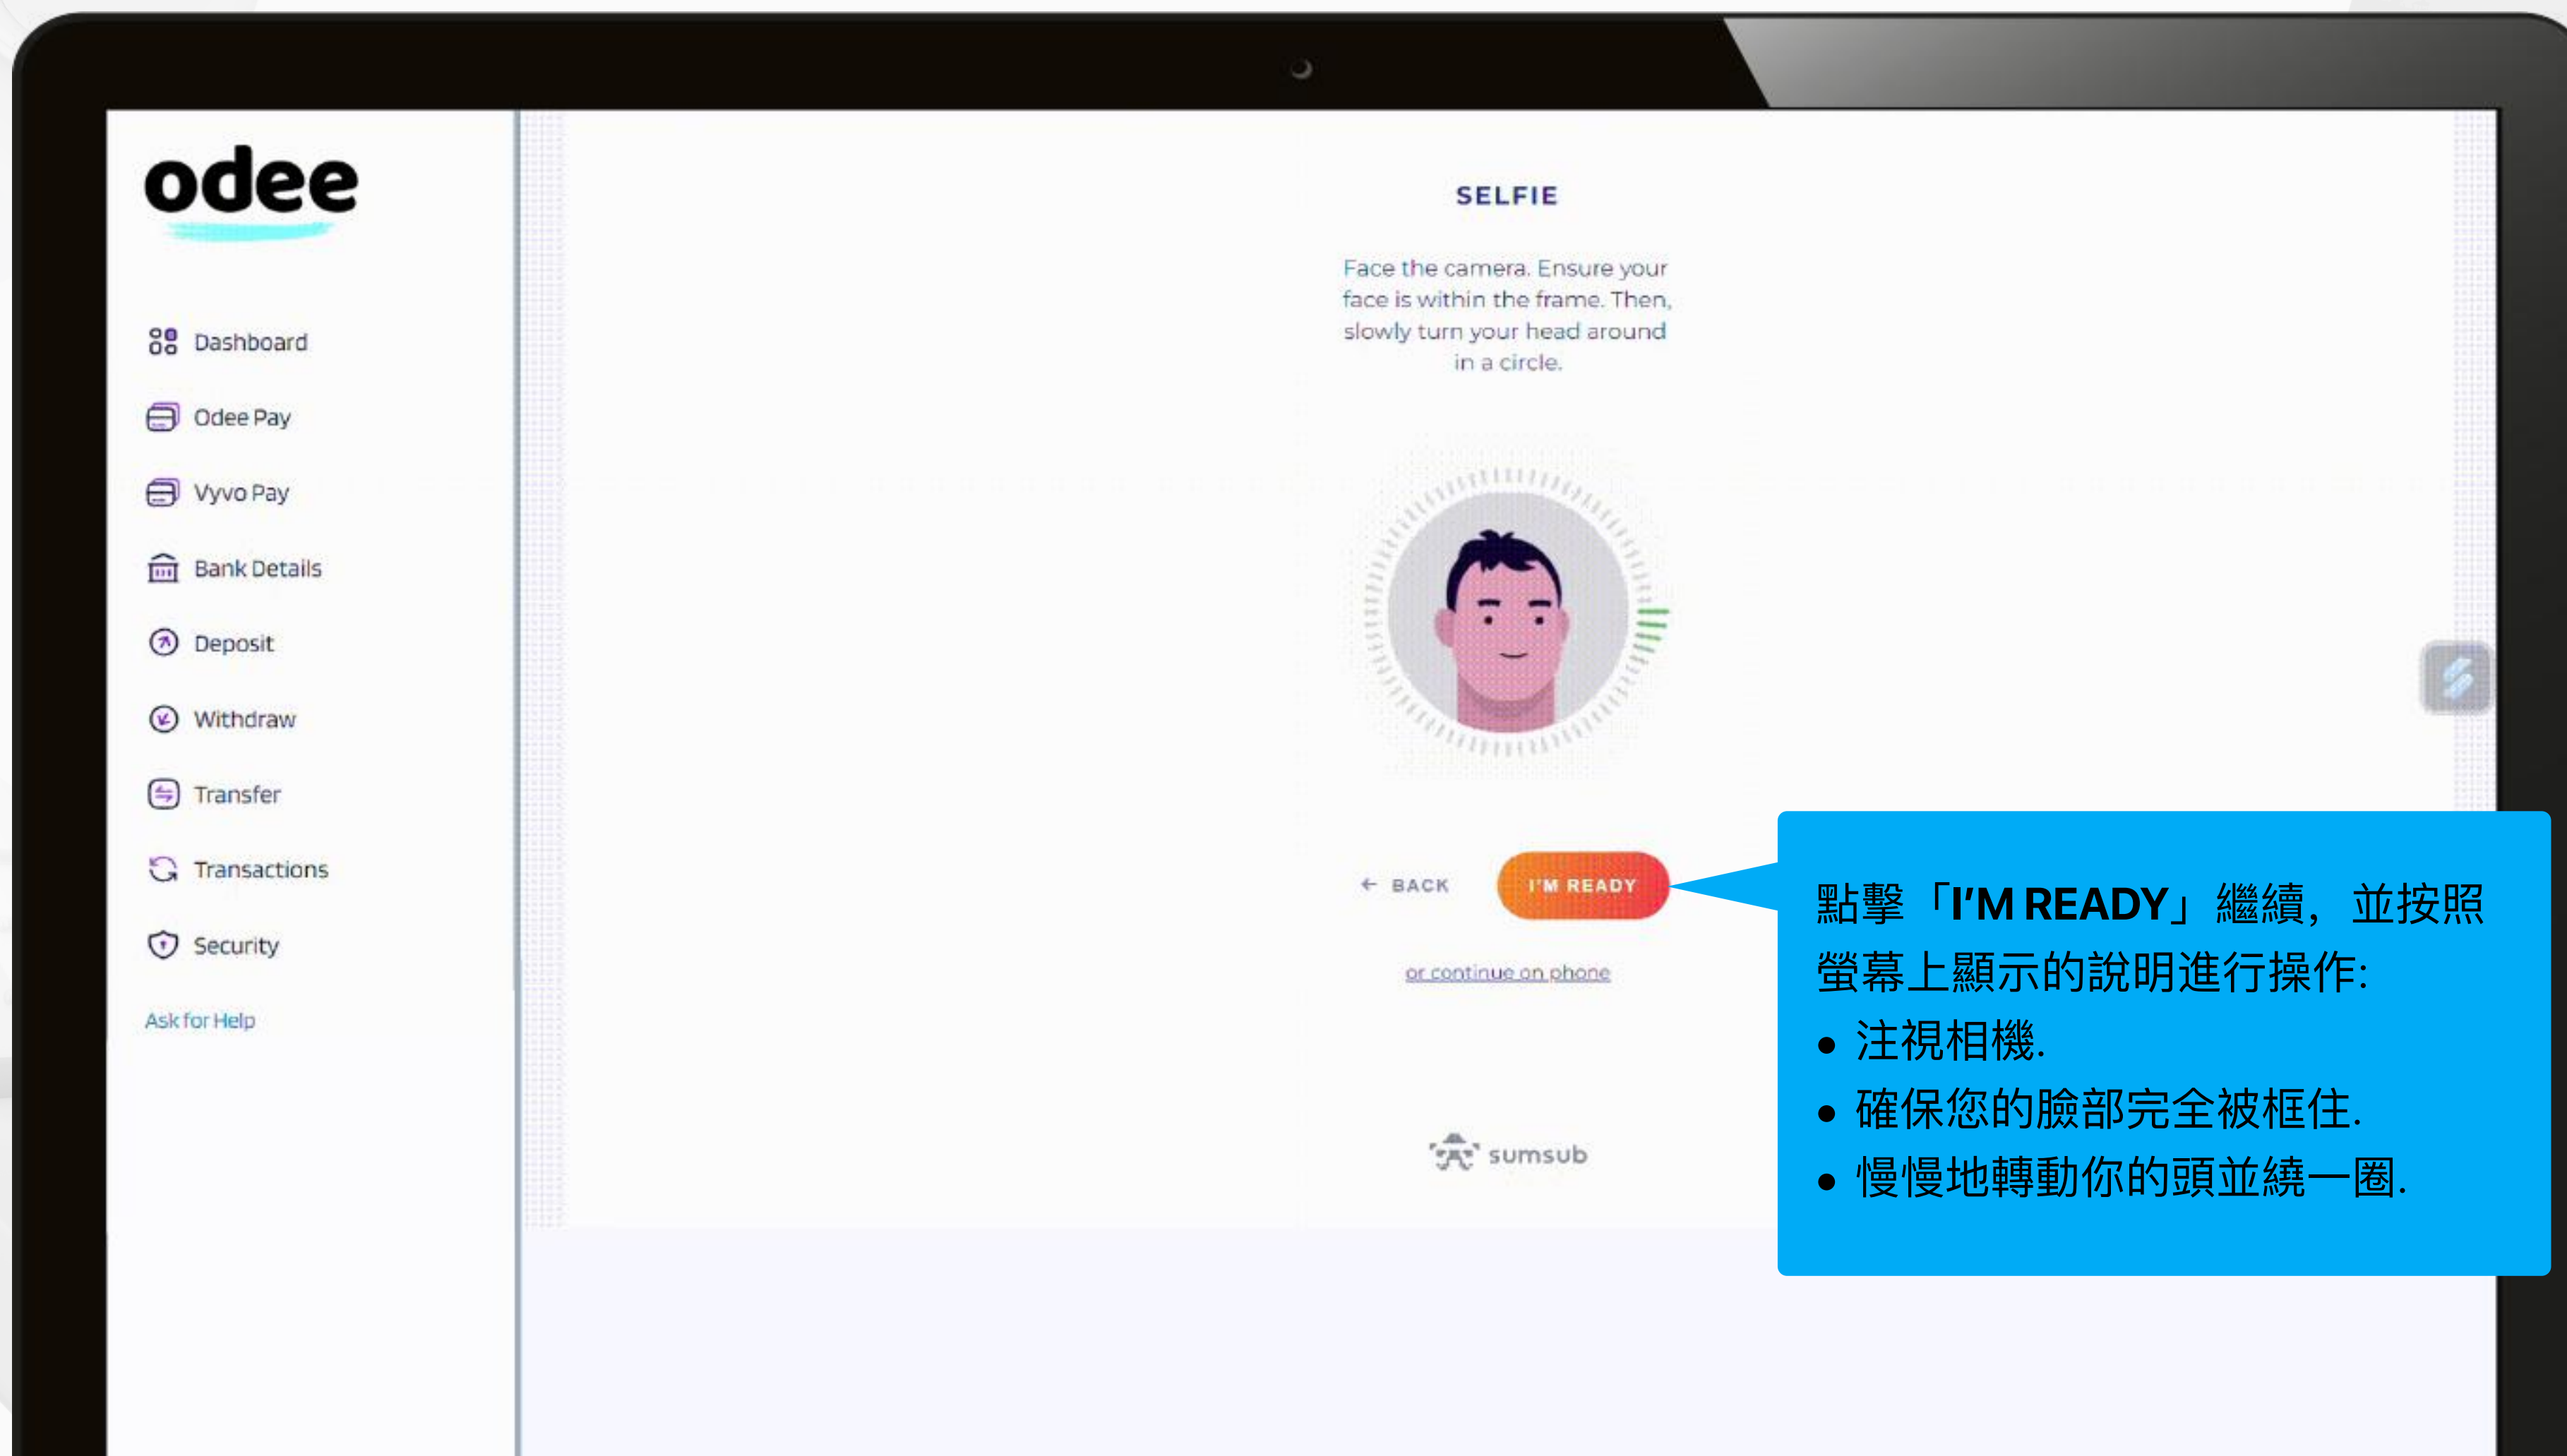 odee
Dashboard
Odee Pay
Vyvo Pay
Bank Details
Deposit
Withdraw
Transfer
Transactions
Security
Ask for Help
SELFIE
Face the camera. Ensure your
face is within the frame. Then,
slowly turn your head around
in a circle.
← BACK
I'M READY
or continue on phone
sumsub
點擊「I'M READY」繼續，並按照
螢幕上顯示的說明進行操作:
• 注視相機.
• 確保您的臉部完全被框住.
• 慢慢地轉動你的頭並繞一圈.